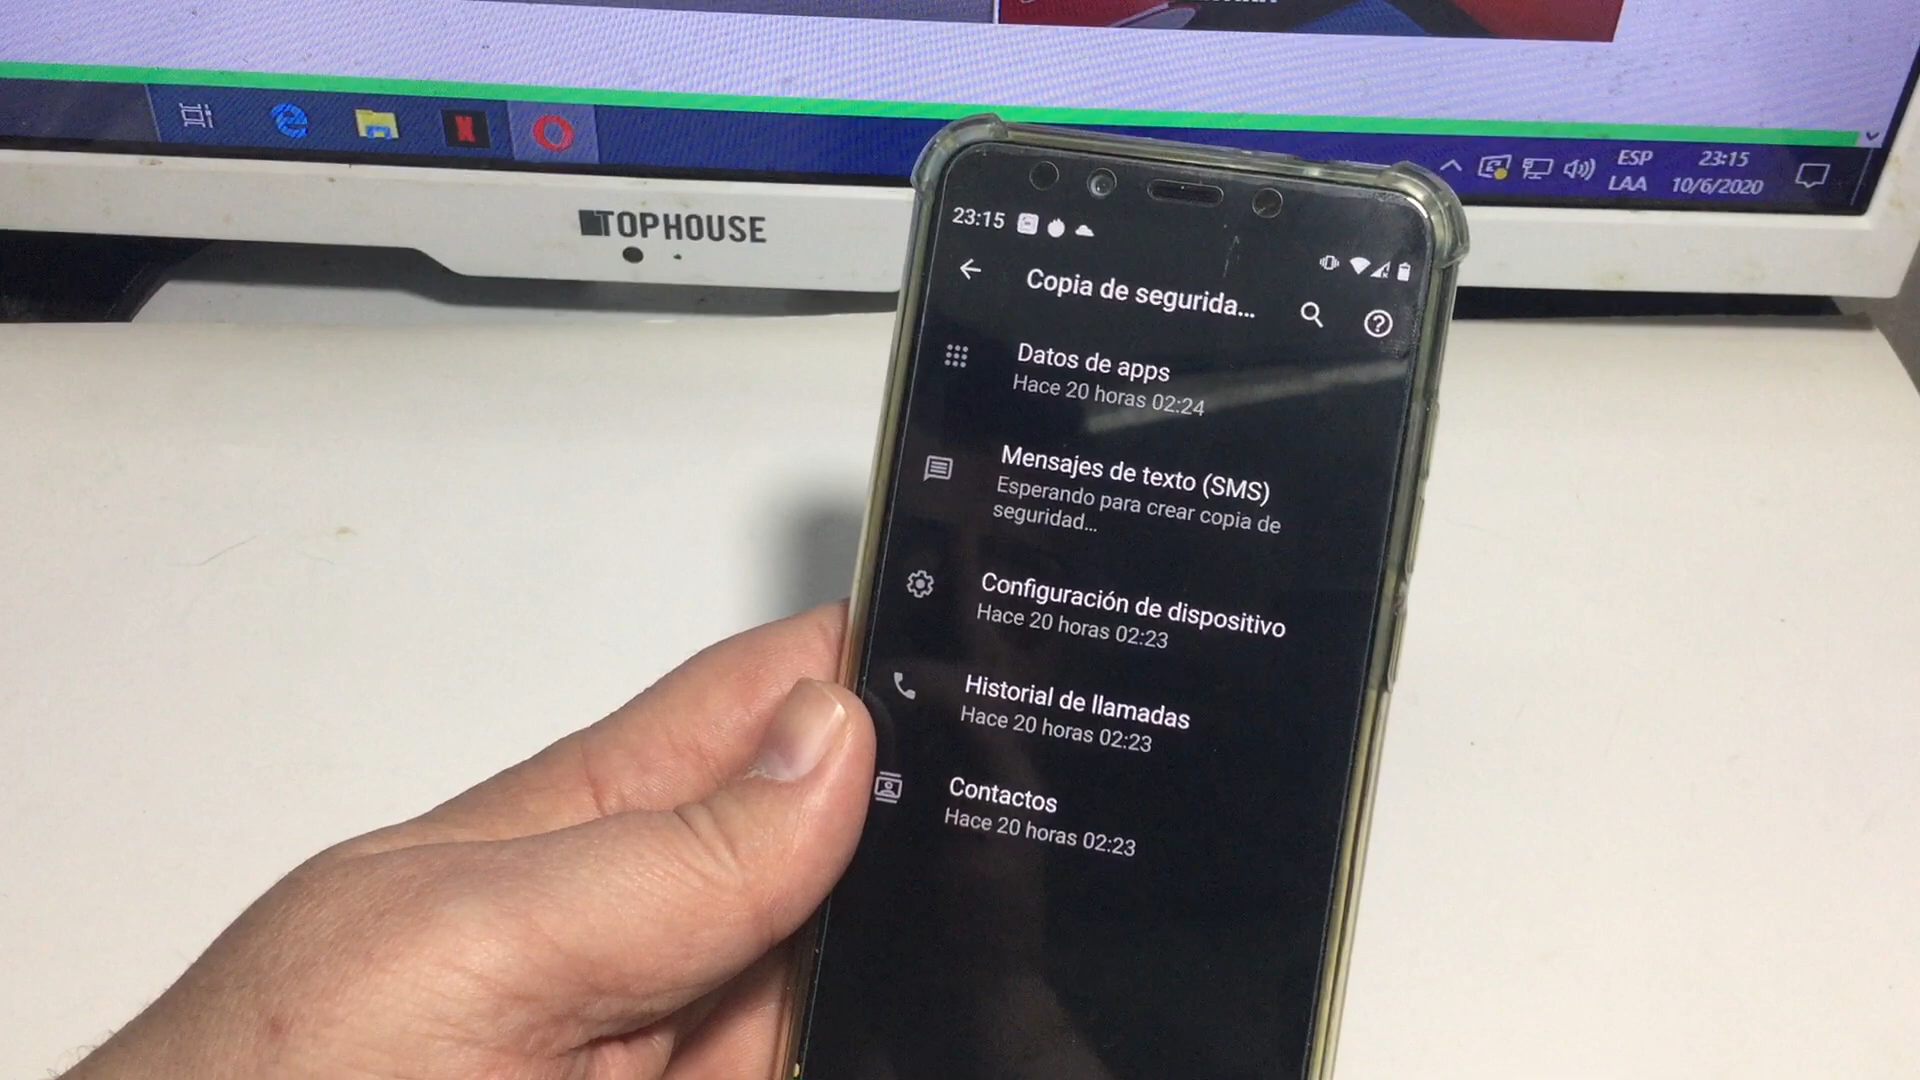 TOPHOUSE
ESP
LAA
23:15
10/6/2020
23:15
Copia de segurida...
Datos de apps
Hace 20 horas 02:24
Mensajes de texto (SMS)
Esperando para crear copia de
seguridad...
Configuración de dispositivo
Hace 20 horas 02:23
Historial de llamadas
Hace 20 horas 02:23
Contactos
Hace 20 horas 02:23